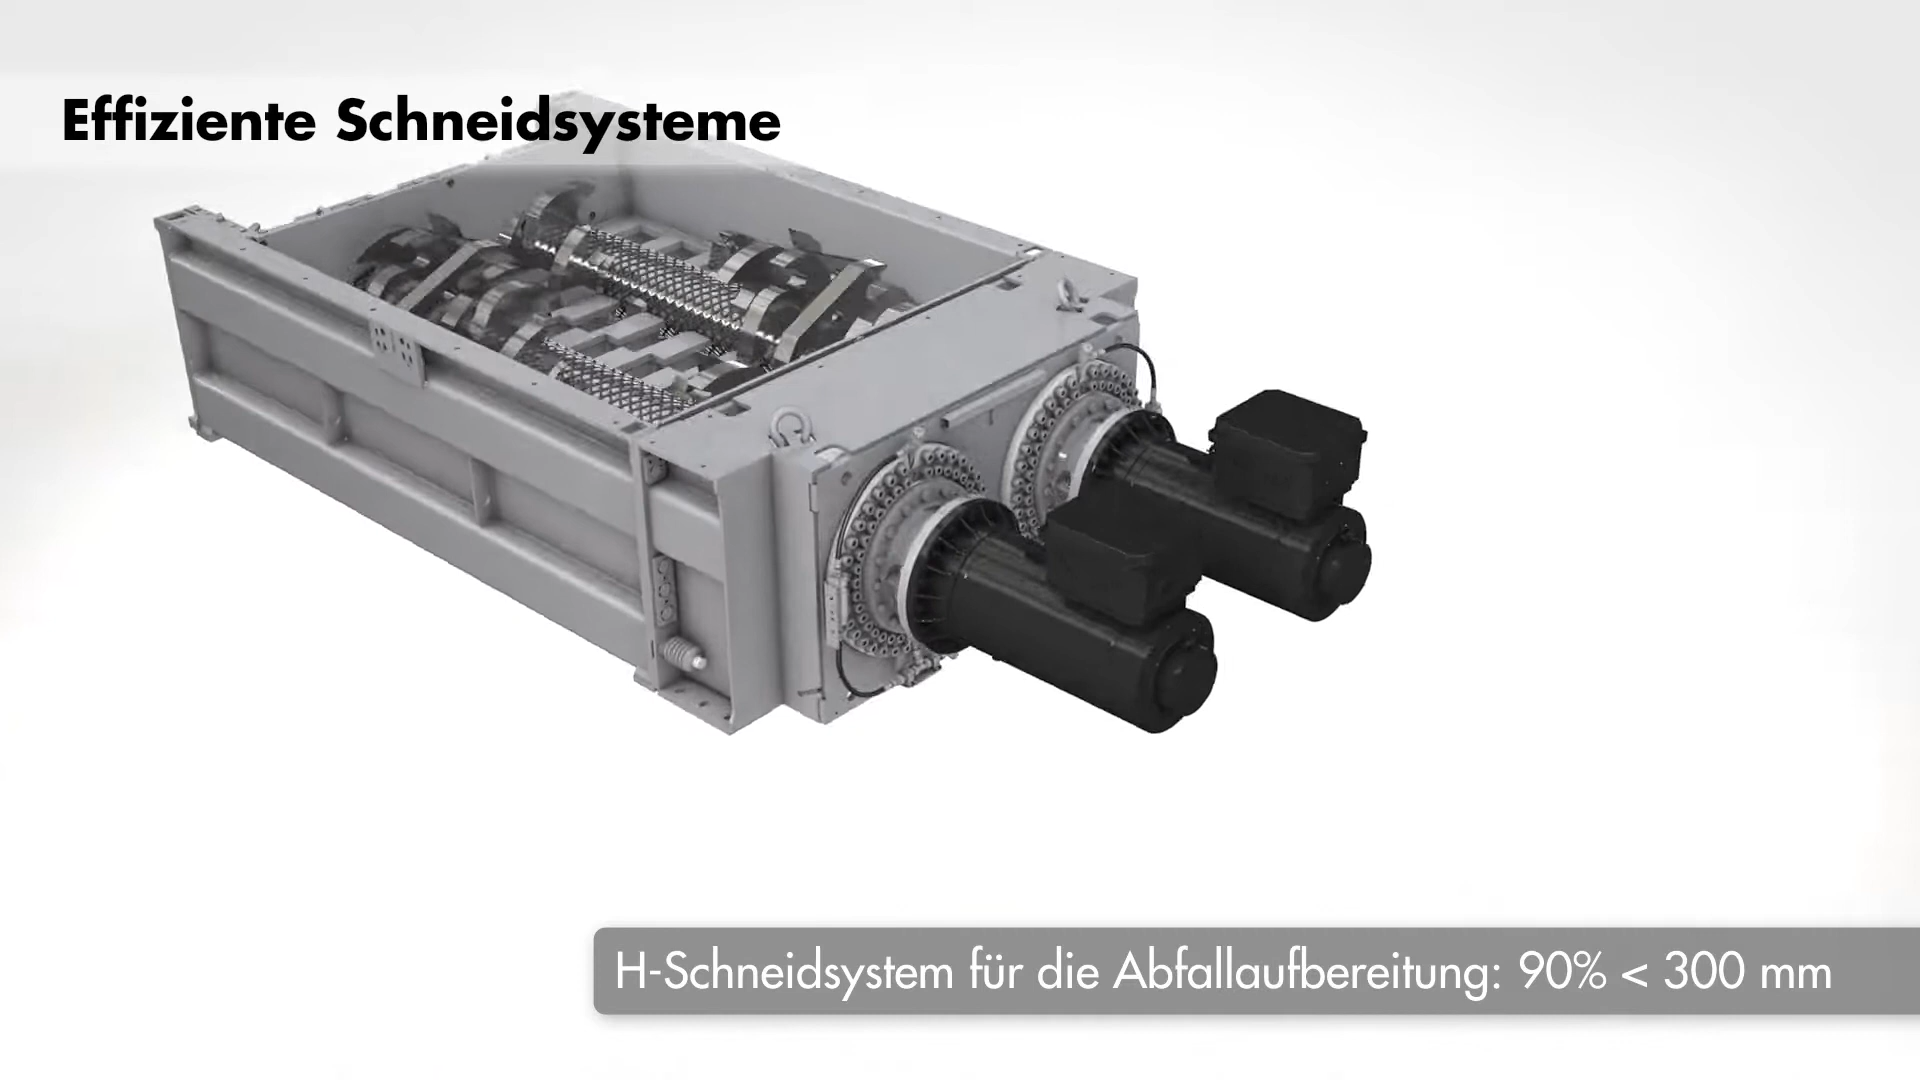 Effiziente Schneidsysteme
H-Schneidsystem für die Abfallaufbereitung: 90% < 300 mm